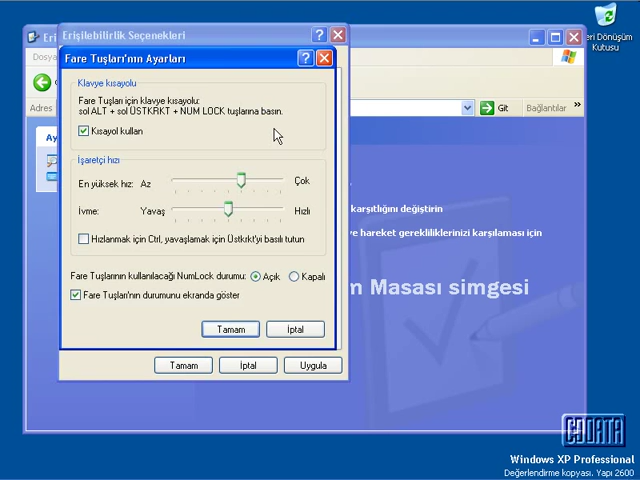 Erişilebilirlik Seçenekleri
Fare Tuşları'nın Ayarları
Klavye kısayolu
Fare Tuşları için klavye kısayolu:
sol ALT + sol ÜSTKRKT + NUM LOCK tuşlarına basın.
Kısayol kullan
İşaretçi hızı
En yüksek hız: Az Çok
İvme: Yavaş Hızlı
Hızlanmak için Ctrl, yavaşlamak için Üstkrkt'yi basılı tutun
Fare Tuşlarının kullanılacağı NumLock durumu: Açık Kapalı
Fare Tuşları'nın durumunu ekranda göster
Tamam İptal
Tamam İptal Uygula
Adres
Git
Bağlantılar
karşıtlığını değiştirin
ve hareket gerekliliklerinizi karşılaması için
Masası simgesi
Dönüşüm
Kutusu
CDDATA
Windows XP Professional
Değerlendirme kopyası. Yapı 2600